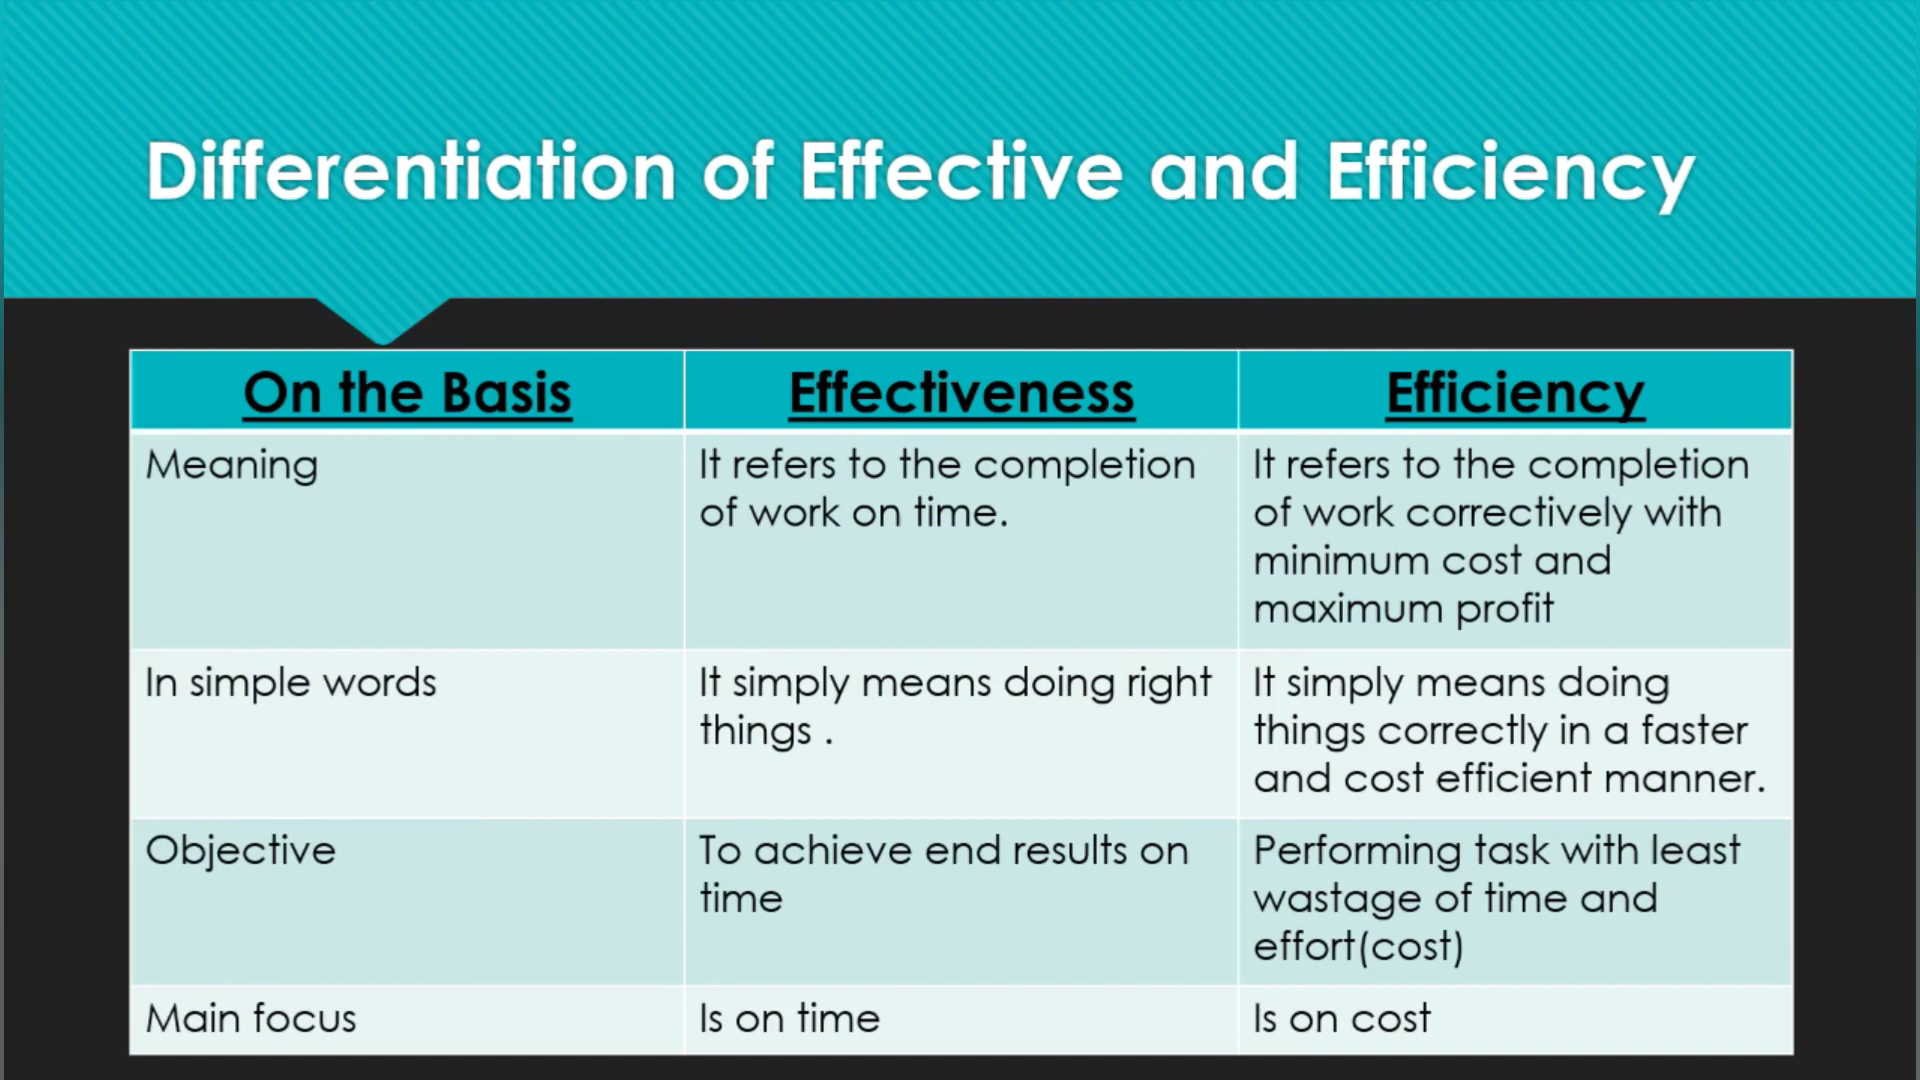 Differentiation of Effective and Efficiency
On the Basis
Effectiveness
Efficiency
Meaning
It refers to the completion
of work on time.
It refers to the completion
of work correctively with
minimum cost and
maximum profit
In simple words
It simply means doing right
things .
It simply means doing
things correctly in a faster
and cost efficient manner.
Objective
To achieve end results on
time
Performing task with least
wastage of time and
effort(cost)
Main focus
Is on time
Is on cost